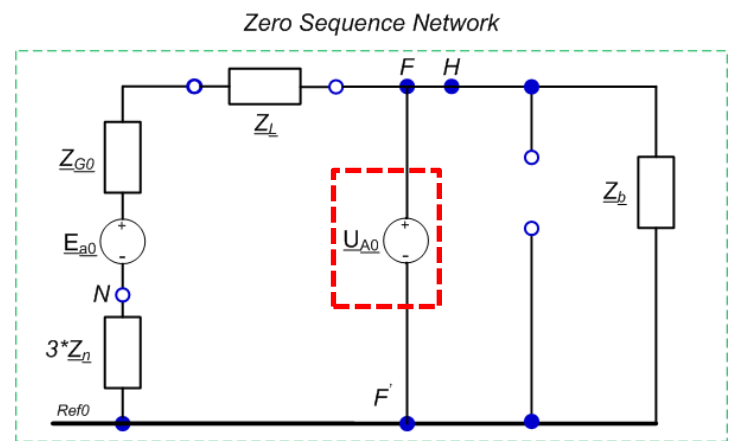 Zero Sequence Network
F H
Z_L
Z_G0
Z_b
+
E_a0
-
+
U_A0
-
N
3*Z_n
F'
Ref0